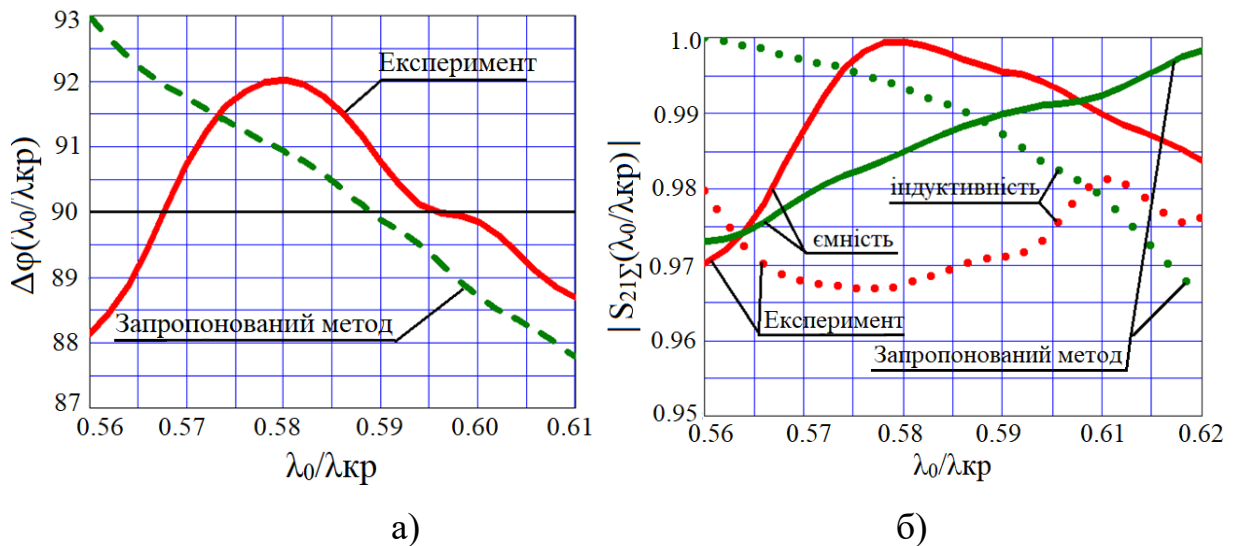 93
92
91
90
89
88
87
Δφ(λ₀/λкр)
Експеримент
Запропонований метод
0.56 0.57 0.58 0.59 0.60 0.61
λ₀/λкр
а)
1.0
0.99
0.98
0.97
0.96
0.95
|S₂₁Σ(λ₀/λкр)|
індуктивність
ємність
Експеримент
Запропонований метод
0.56 0.57 0.58 0.59 0.61 0.62
λ₀/λкр
б)